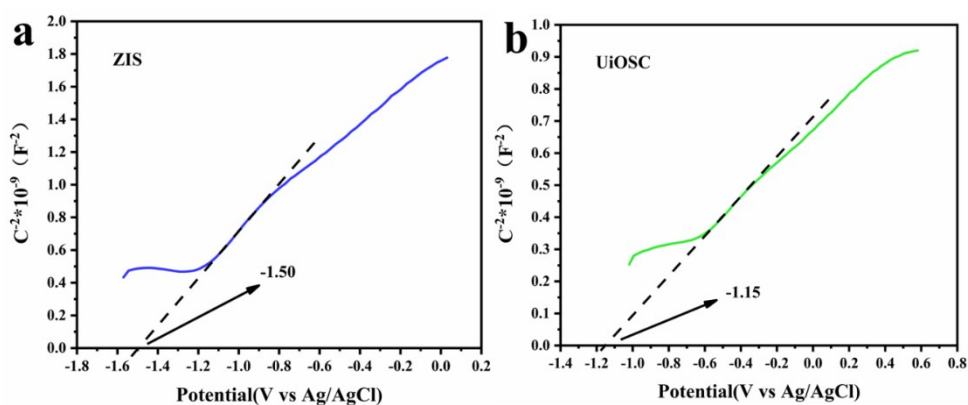 a
ZIS
C⁻²*10⁻⁹ (F⁻²)
2.0
1.8
1.6
1.4
1.2
1.0
0.8
0.6
0.4
0.2
0.0
-1.50
-1.8 -1.6 -1.4 -1.2 -1.0 -0.8 -0.6 -0.4 -0.2 -0.0 0.2
Potential(V vs Ag/AgCl)
b
UiOSC
C⁻²*10⁻⁹ (F⁻²)
1.0
0.9
0.8
0.7
0.6
0.5
0.4
0.3
0.2
0.1
0.0
-1.15
-1.4 -1.2 -1.0 -0.8 -0.6 -0.4 -0.2 0.0 0.2 0.4 0.6 0.8
Potential(V vs Ag/AgCl)